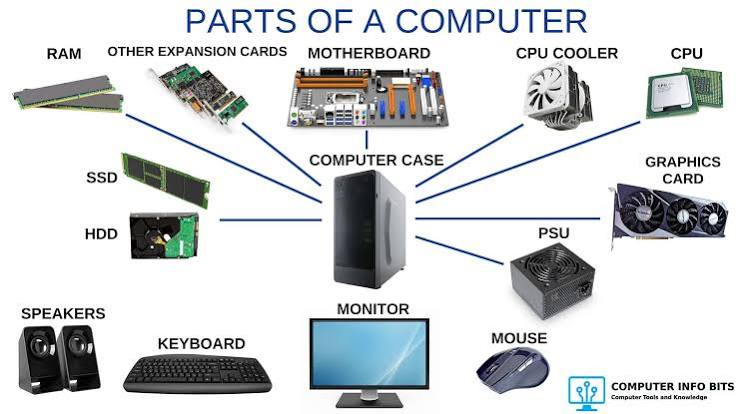 PARTS OF A COMPUTER
RAM
OTHER EXPANSION CARDS
MOTHERBOARD
CPU COOLER
CPU
COMPUTER CASE
GRAPHICS
CARD
SSD
HDD
PSU
SPEAKERS
KEYBOARD
MONITOR
MOUSE
COMPUTER INFO BITS
Computer Tools and Knowledge